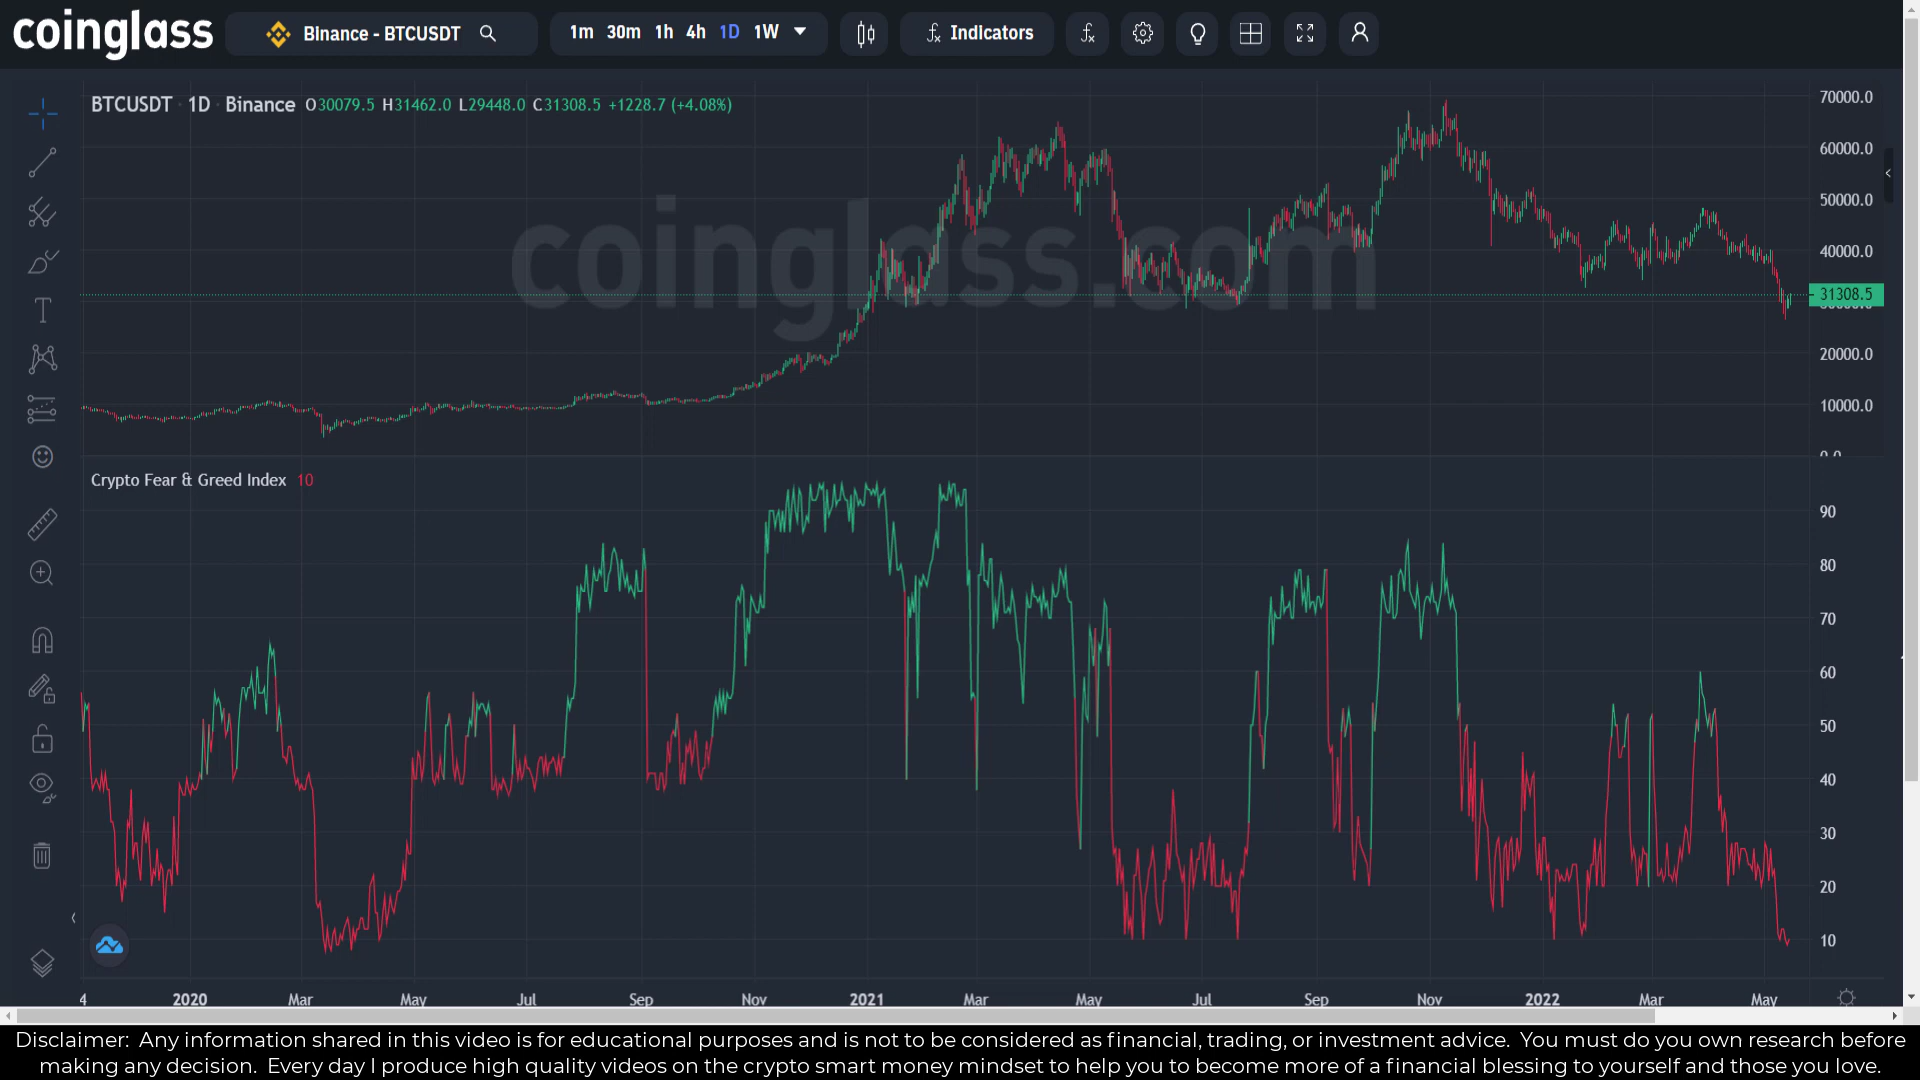 coinglass
Binance - BTCUSDT
1m 30m 1h 4h 1D 1W
Indicators
BTCUSDT · 1D · Binance O30079.5 H31462.0 L29448.0 C31308.5 +1228.7 (+4.08%)
70000.0
60000.0
50000.0
40000.0
31308.5
20000.0
10000.0
coinglass.com
Crypto Fear & Greed Index 10
90
80
70
60
50
40
30
20
10
4 2020 Mar May Jul Sep Nov 2021 Mar May Jul Sep Nov 2022 Mar May
Disclaimer: Any information shared in this video is for educational purposes and is not to be considered as financial, trading, or investment advice. You must do you own research before
making any decision. Every day I produce high quality videos on the crypto smart money mindset to help you to become more of a financial blessing to yourself and those you love.